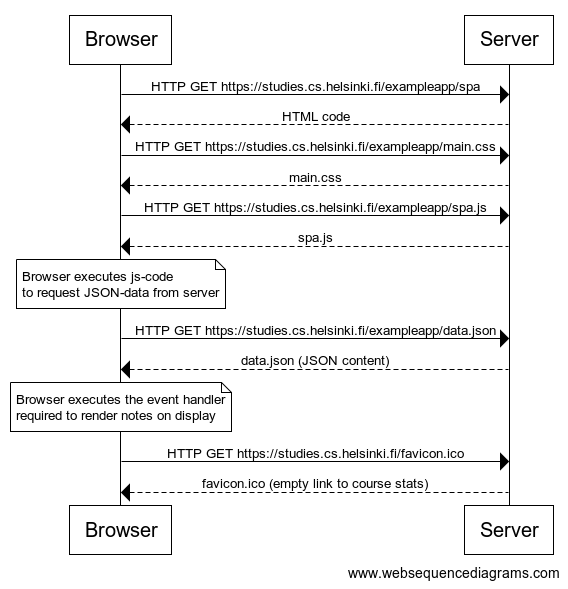 Browser
Server
HTTP GET https://studies.cs.helsinki.fi/exampleapp/spa
HTML code
HTTP GET https://studies.cs.helsinki.fi/exampleapp/main.css
main.css
HTTP GET https://studies.cs.helsinki.fi/exampleapp/spa.js
spa.js
Browser executes js-code
to request JSON-data from server
HTTP GET https://studies.cs.helsinki.fi/exampleapp/data.json
data.json (JSON content)
Browser executes the event handler
required to render notes on display
HTTP GET https://studies.cs.helsinki.fi/favicon.ico
favicon.ico (empty link to course stats)
Browser
Server
www.websequencediagrams.com